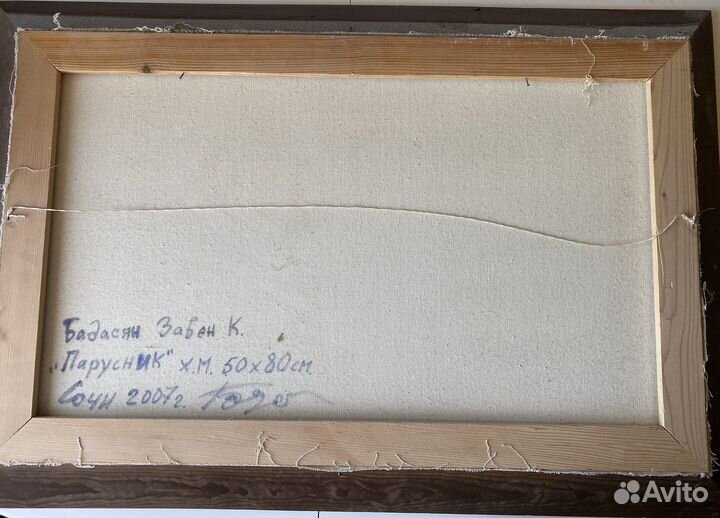 Бадасян Забен К.
„Парусник" х.м. 50х80см.
Сочи 2007г.
Avito